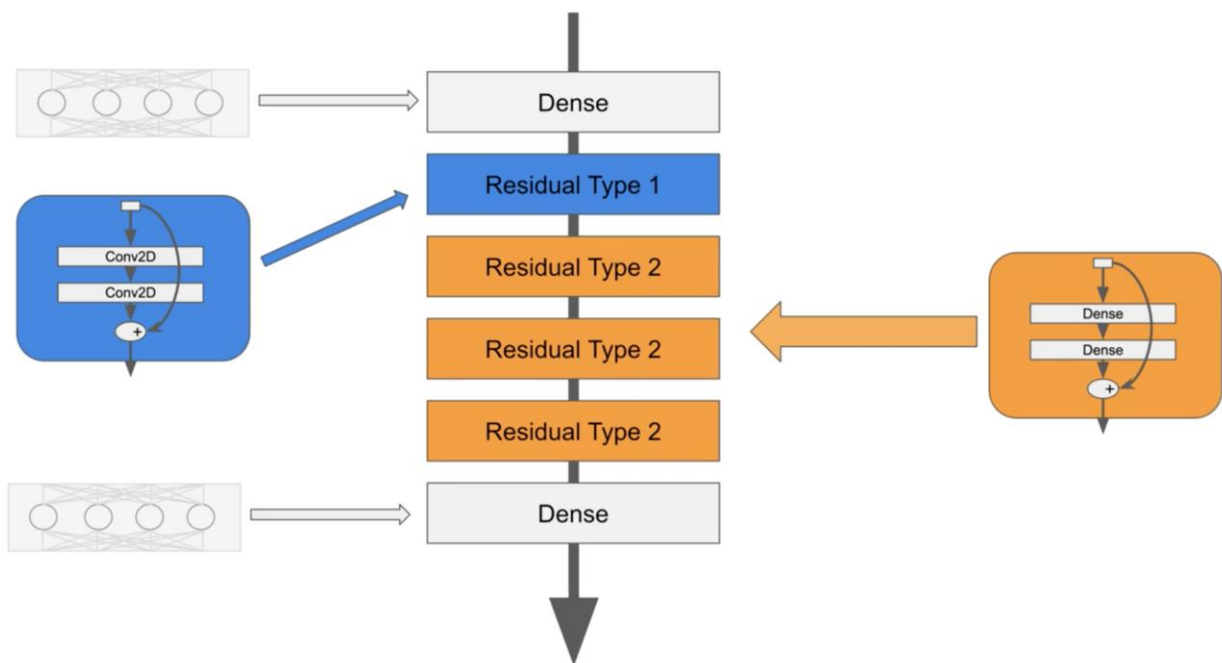 Dense
Residual Type 1
Conv2D
Conv2D
+
Residual Type 2
Residual Type 2
Residual Type 2
Dense
Dense
+
Dense